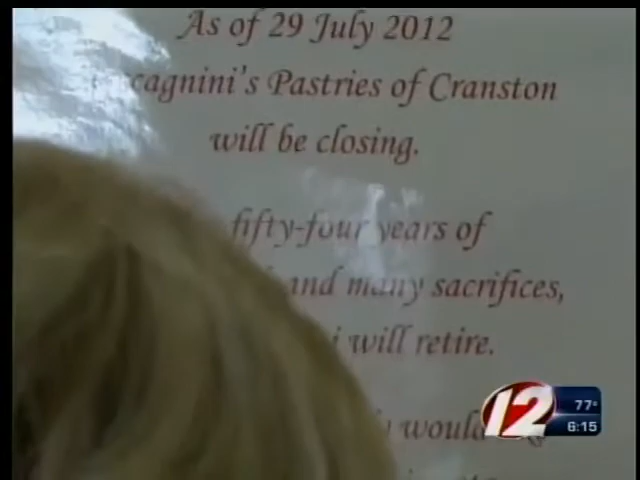 As of 29 July 2012
cagnini's Pastries of Cranston
will be closing.
fifty-four years of
and many sacrifices,
i will retire.
would
12
77°
6:15